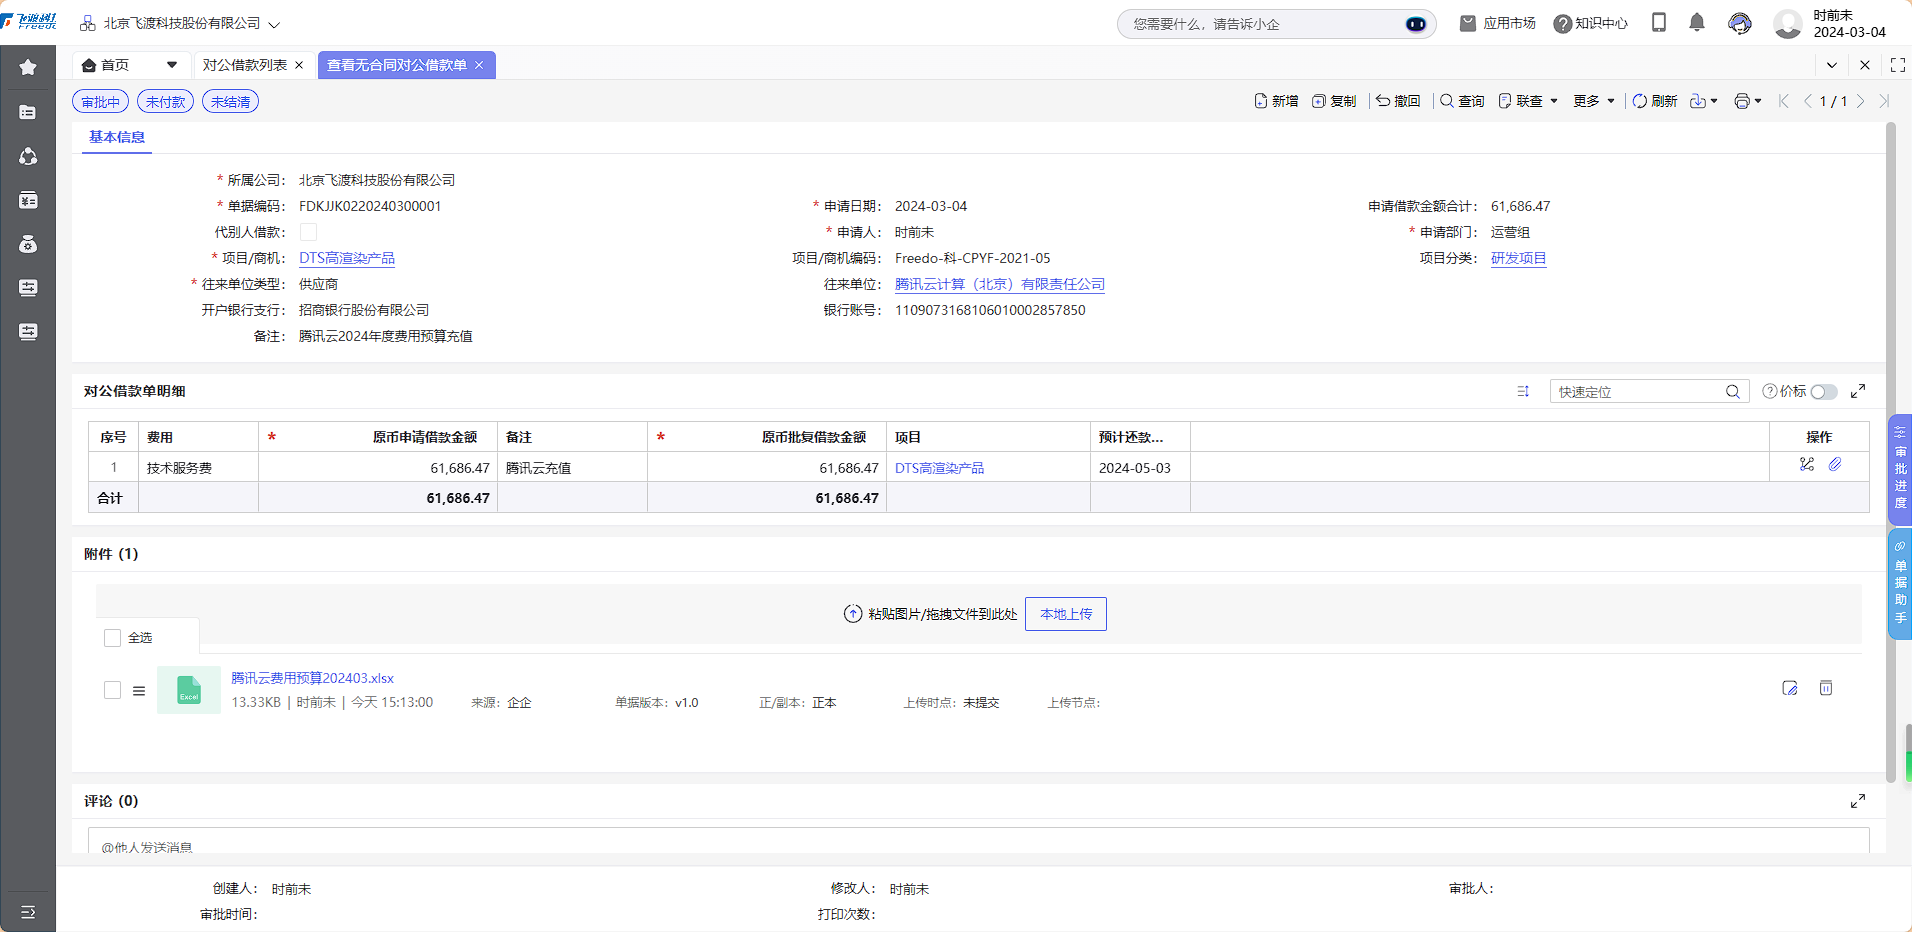 飞渡科技 Freedo
北京飞渡科技股份有限公司
您需要什么，请告诉小企
应用市场
知识中心
时前未
2024-03-04
首页
对公借款列表
查看无合同对公借款单
审批中 未付款 未结清
新增 复制 撤回 查询 联查 更多 刷新 1 / 1
基本信息
* 所属公司： 北京飞渡科技股份有限公司
* 单据编码： FDKJJK0220240300001 * 申请日期： 2024-03-04 申请借款金额合计： 61,686.47
代别人借款： * 申请人： 时前未 * 申请部门： 运营组
* 项目/商机： DTS高渲染产品 项目/商机编码： Freedo-科-CPYF-2021-05 项目分类： 研发项目
* 往来单位类型： 供应商 往来单位： 腾讯云计算（北京）有限责任公司
开户银行支行： 招商银行股份有限公司 银行账号： 1109073168106010002857850
备注： 腾讯云2024年度费用预算充值
对公借款单明细 快速定位 价标
序号 费用 * 原币申请借款金额 备注 * 原币批复借款金额 项目 预计还款... 操作
1 技术服务费 61,686.47 腾讯云充值 61,686.47 DTS高渲染产品 2024-05-03
合计 61,686.47 61,686.47
审批进度
单据助手
附件 (1)
粘贴图片/拖拽文件到此处 本地上传
全选
Excel
腾讯云费用预算202403.xlsx
13.33KB | 时前未 | 今天 15:13:00 来源： 企企 单据版本： v1.0 正/副本： 正本 上传时点： 未提交 上传节点：
评论 (0)
@他人发送消息
创建人： 时前未 修改人： 时前未 审批人：
审批时间： 打印次数：